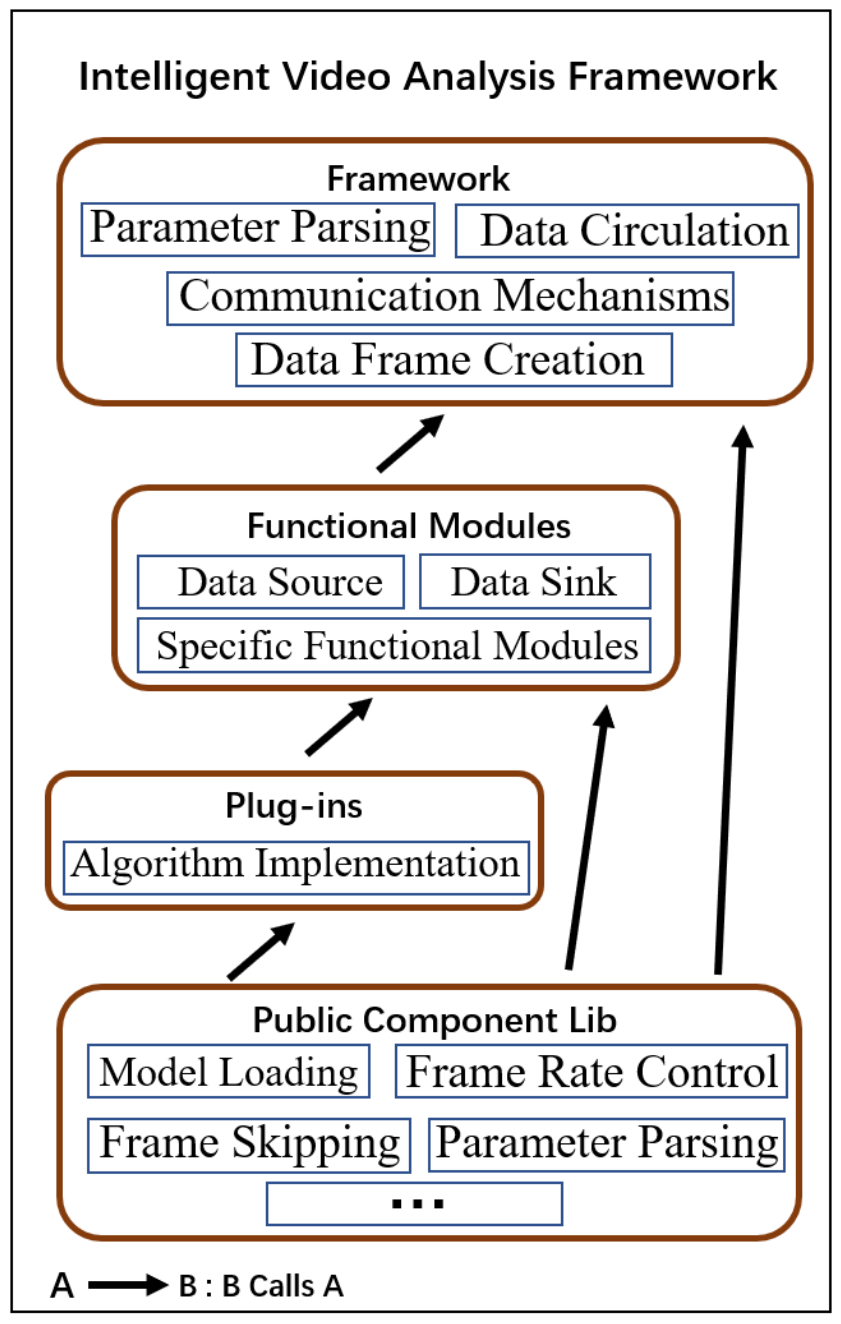 Intelligent Video Analysis Framework
Framework
Parameter Parsing
Data Circulation
Communication Mechanisms
Data Frame Creation
Functional Modules
Data Source
Data Sink
Specific Functional Modules
Plug-ins
Algorithm Implementation
Public Component Lib
Model Loading
Frame Rate Control
Frame Skipping
Parameter Parsing
...
A B : B Calls A